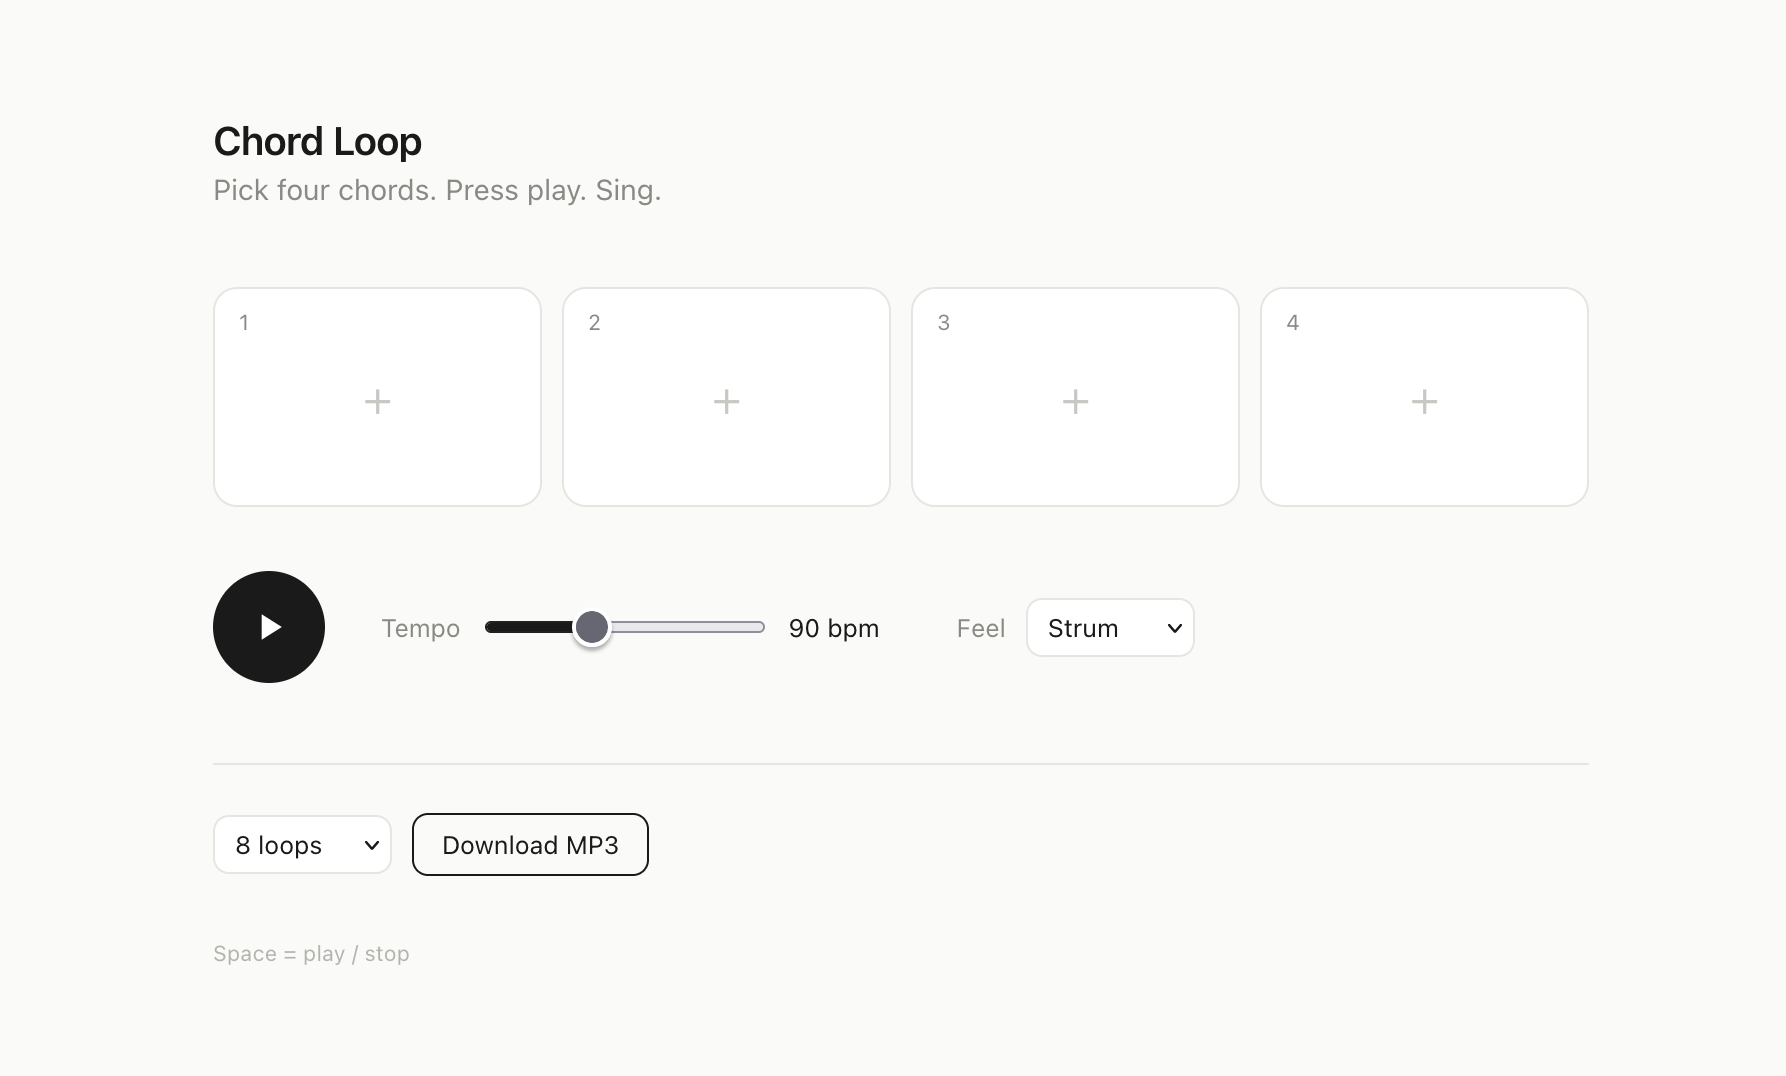 Chord Loop
Pick four chords. Press play. Sing.
1 2 3 4
Tempo 90 bpm Feel Strum
8 loops Download MP3
Space = play / stop